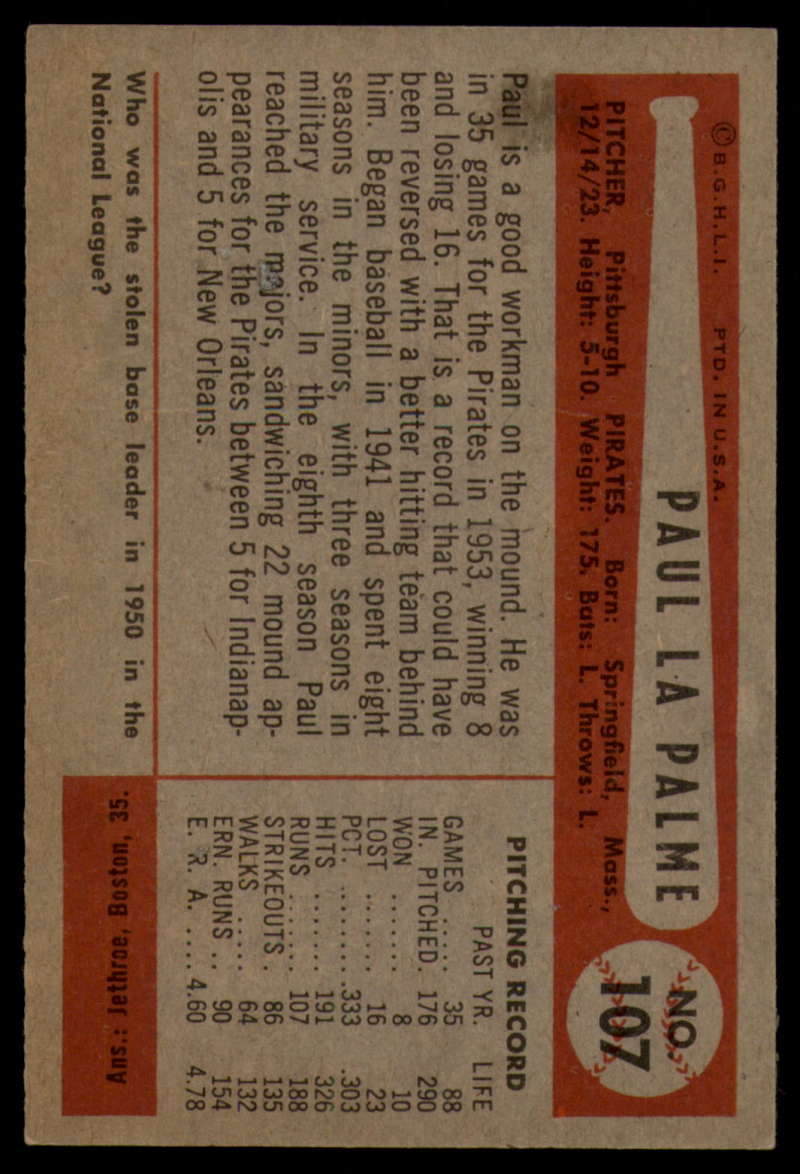 © B.G.H.L.I. PTD. IN U.S.A.
PAUL LA PALME
NO.
107
PITCHER, Pittsburgh PIRATES. Born: Springfield, Mass.,
12/14/23. Height: 5-10. Weight: 175. Bats: L. Throws: L.
Paul is a good workman on the mound. He was
in 35 games for the Pirates in 1953, winning 8
and losing 16. That is a record that could have
been reversed with a better hitting team behind
him. Began baseball in 1941 and spent eight
seasons in the minors, with three seasons in
military service. In the eighth season Paul
reached the majors, sandwiching 22 mound ap-
pearances for the Pirates between 5 for Indianap-
olis and 5 for New Orleans.
PITCHING RECORD
PAST YR. LIFE
GAMES ..... 35 88
IN. PITCHED. 176 290
WON ....... 8 10
LOST ....... 16 23
PCT. ........ .333 .303
HITS ....... 191 326
RUNS ....... 107 188
STRIKEOUTS . 86 135
WALKS ..... 64 132
ERN. RUNS .. 90 154
E. R. A. .... 4.60 4.78
Who was the stolen base leader in 1950 in the
National League?
Ans.: Jethroe, Boston, 35.